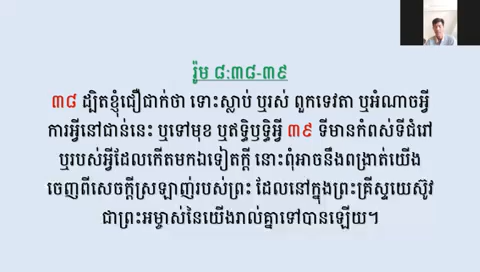 រ៉ូម ៨:៣៨-៣៩
៣៨ ដ្បិតខ្ញុំជឿជាក់ថា ទោះស្លាប់ ឬរស់ ពួកទេវតា ឬអំណាចអ្វី
ការអ្វីនៅជាន់នេះ ឬទៅមុខ ឬឥទ្ធិឫទ្ធិអ្វី ៣៩ ទីមានកំពស់ទីជំរៅ
ឬរបស់អ្វីដែលកើតមកឯទៀតក្តី នោះពុំអាចនឹងពង្រាត់យើង
ចេញពីសេចក្តីស្រឡាញ់របស់ព្រះ ដែលនៅក្នុងព្រះគ្រីស្ទយេស៊ូវ
ជាព្រះអម្ចាស់នៃយើងរាល់គ្នាទៅបានឡើយ។